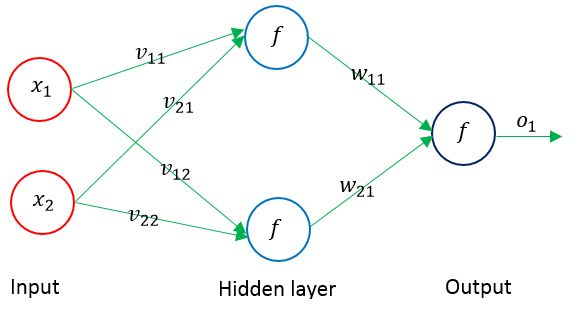 f
v₁₁
w₁₁
x₁
v₂₁
f
o₁
v₁₂
w₂₁
x₂
v₂₂
f
Input
Hidden layer
Output